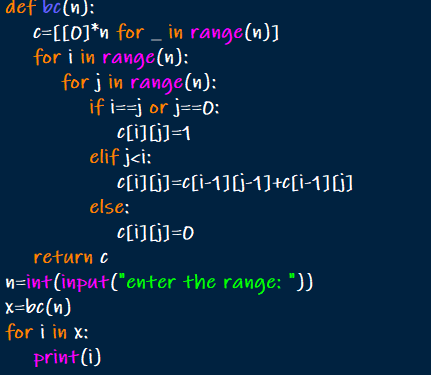 def bc(n):
    c=[[0]*n for _ in range(n)]
    for i in range(n):
        for j in range(n):
            if i==j or j==0:
                c[i][j]=1
            elif j<i:
                c[i][j]=c[i-1][j-1]+c[i-1][j]
            else:
                c[i][j]=0
    return c
n=int(input("enter the range: "))
x=bc(n)
for i in x:
    print(i)